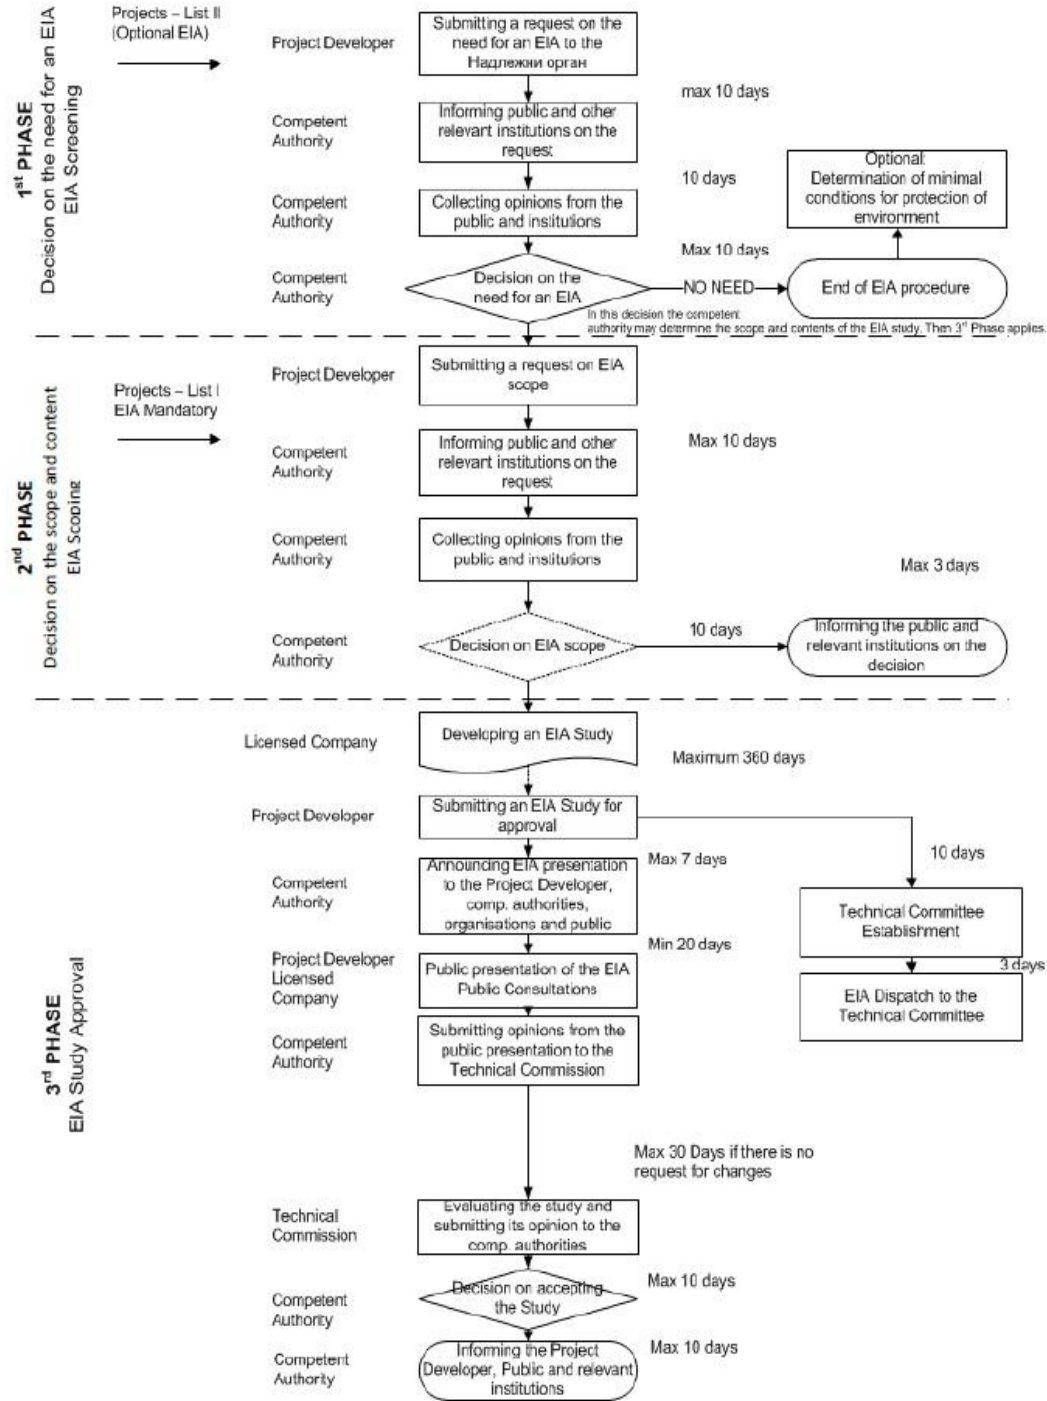 Projects – List II
(Optional EIA)
1st PHASE
Decision on the need for an EIA
EIA Screening
Project Developer
Submitting a request on the
need for an EIA to the
Надлежни орган
max 10 days
Competent
Authority
Informing public and other
relevant institutions on the
request
10 days
Optional:
Determination of minimal
conditions for protection of
environment
Competent
Authority
Collecting opinions from the
public and institutions
Max 10 days
Competent
Authority
Decision on the
need for an EIA
NO NEED
End of EIA procedure
In this decision the competent
authority may determine the scope and contents of the EIA study. Then 3rst Phase applies.
2nd PHASE
Decision on the scope and content
EIA Scoping
Projects – List I
EIA Mandatory
Project Developer
Submitting a request on EIA
scope
Max 10 days
Competent
Authority
Informing public and other
relevant institutions on the
request
Competent
Authority
Collecting opinions from the
public and institutions
Max 3 days
Competent
Authority
Decision on EIA scope
10 days
Informing the public and
relevant institutions on the
decision
3rd PHASE
EIA Study Approval
Licensed Company
Developing an EIA Study
Maximum 360 days
Project Developer
Submitting an EIA Study for
approval
Max 7 days
10 days
Competent
Authority
Announcing EIA presentation
to the Project Developer,
comp. authorities,
organisations and public
Technical Committee
Establishment
Min 20 days
3 days
Project Developer
Licensed
Company
Public presentation of the EIA
Public Consultations
EIA Dispatch to the
Technical Committee
Competent
Authority
Submitting opinions from the
public presentation to the
Technical Commission
Max 30 Days if there is no
request for changes
Technical
Commission
Evaluating the study and
submitting its opinion to the
comp. authorities
Max 10 days
Competent
Authority
Decision on accepting
the Study
Max 10 days
Competent
Authority
Informing the Project
Developer, Public and relevant
institutions